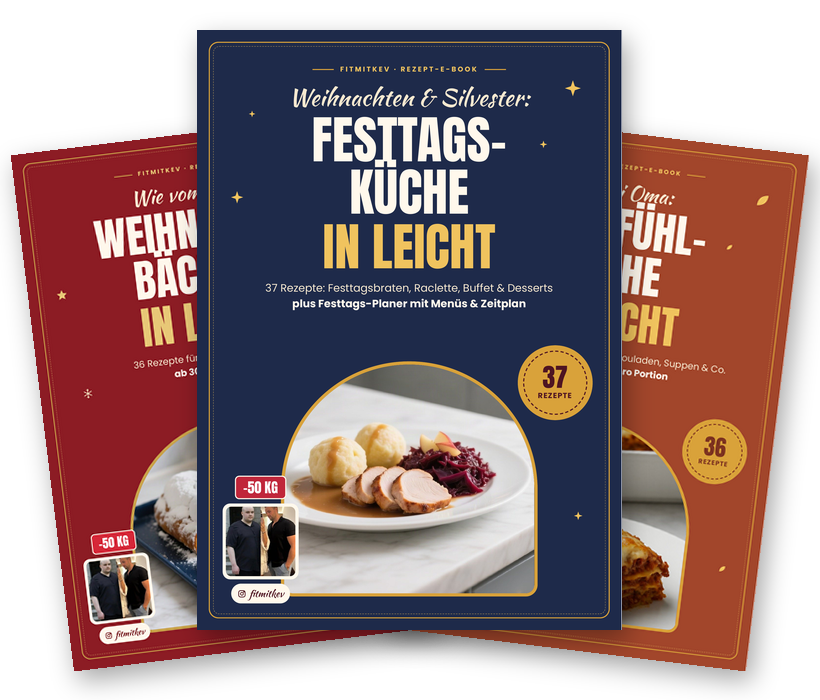 FITMITKEV · REZEPT-E-BOOK
Weihnachten & Silvester:
FESTTAGS-
KÜCHE
IN LEICHT
37 Rezepte: Festtagsbraten, Raclette, Buffet & Desserts
plus Festtags-Planer mit Menüs & Zeitplan
37
REZEPTE
-50 KG
fitmitkev
FITMITKEV ·
Wie vom
WEIHN
BÄC
IN L
36 Rezepte für
ab 30
-50 KG
fitmitkev
ZEPT-E-BOOK
i Oma:
FÜHL-
HE
CHT
ouladen, Suppen & Co.
ro Portion
36
REZEPTE